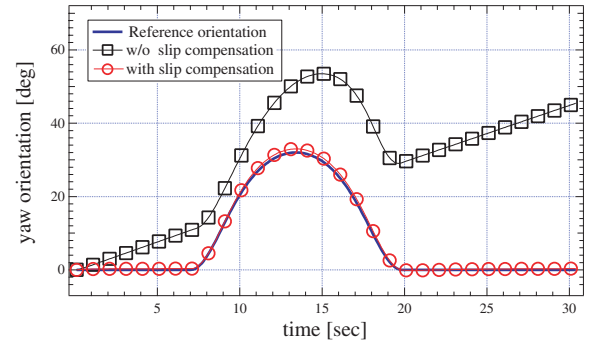 Reference orientation
w/o slip compensation
with slip compensation
60
40
20
0
yaw orientation [deg]
5 10 15 20 25 30
time [sec]